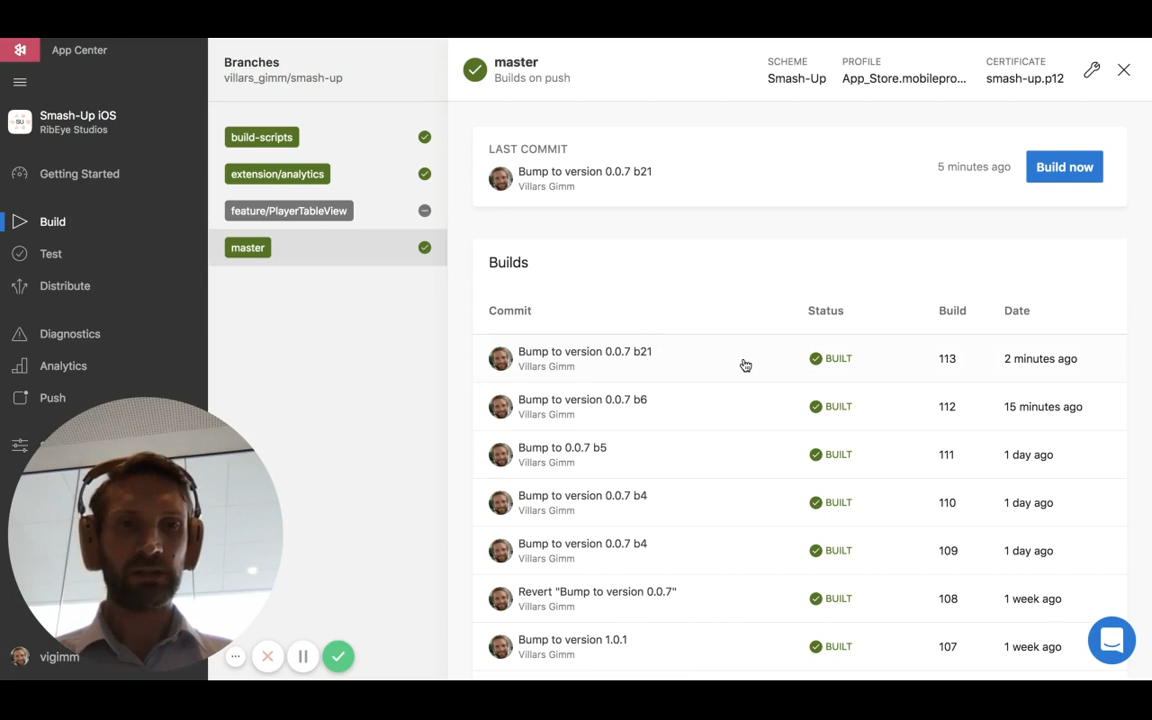 App Center
Smash-Up iOS
RibEye Studios
SU
Getting Started
Build
Test
Distribute
Diagnostics
Analytics
Push
vigimm
Branches
villars_gimm/smash-up
build-scripts
extension/analytics
feature/PlayerTableView
master
master
Builds on push
SCHEME
Smash-Up
PROFILE
App_Store.mobilepro...
CERTIFICATE
smash-up.p12
LAST COMMIT
Bump to version 0.0.7 b21
Villars Gimm
5 minutes ago
Build now
Builds
Commit Status Build Date
Bump to version 0.0.7 b21
Villars Gimm
BUILT 113 2 minutes ago
Bump to version 0.0.7 b6
Villars Gimm
BUILT 112 15 minutes ago
Bump to 0.0.7 b5
Villars Gimm
BUILT 111 1 day ago
Bump to version 0.0.7 b4
Villars Gimm
BUILT 110 1 day ago
Bump to version 0.0.7 b4
Villars Gimm
BUILT 109 1 day ago
Revert "Bump to version 0.0.7"
Villars Gimm
BUILT 108 1 week ago
Bump to version 1.0.1
Villars Gimm
BUILT 107 1 week ago